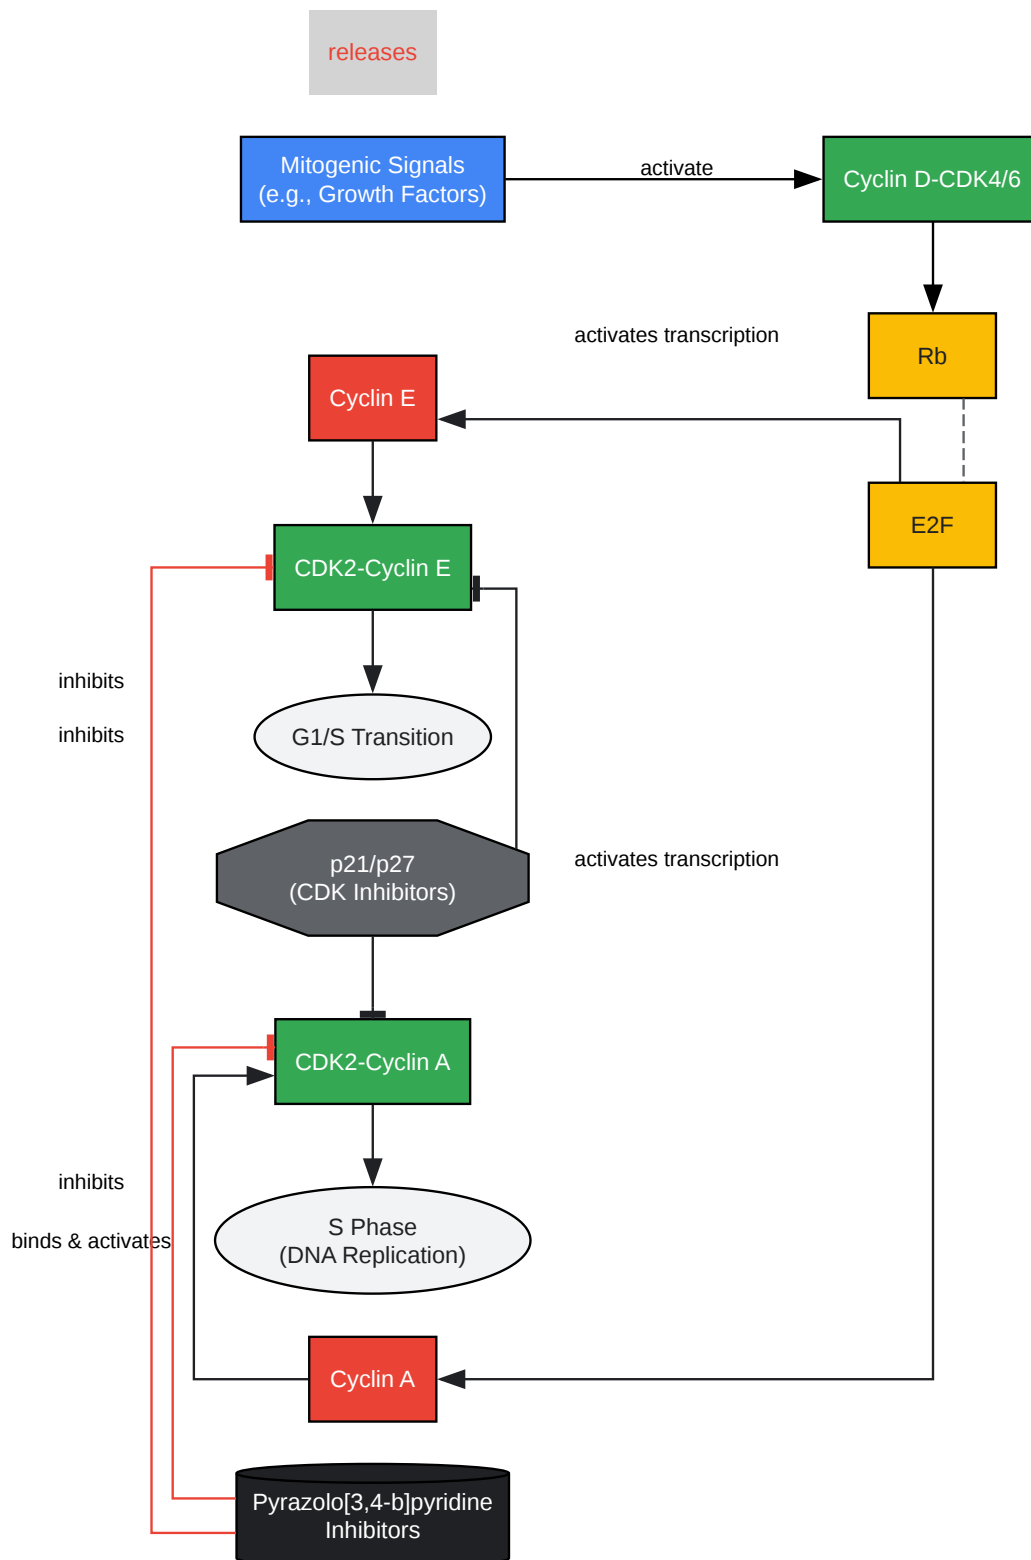 releases
Mitogenic Signals
(e.g., Growth Factors)
activate
Cyclin D-CDK4/6
activates transcription
Rb
Cyclin E
E2F
CDK2-Cyclin E
inhibits
inhibits
G1/S Transition
p21/p27
(CDK Inhibitors)
activates transcription
CDK2-Cyclin A
inhibits
binds & activates
S Phase
(DNA Replication)
Cyclin A
Pyrazolo[3,4-b]pyridine
Inhibitors